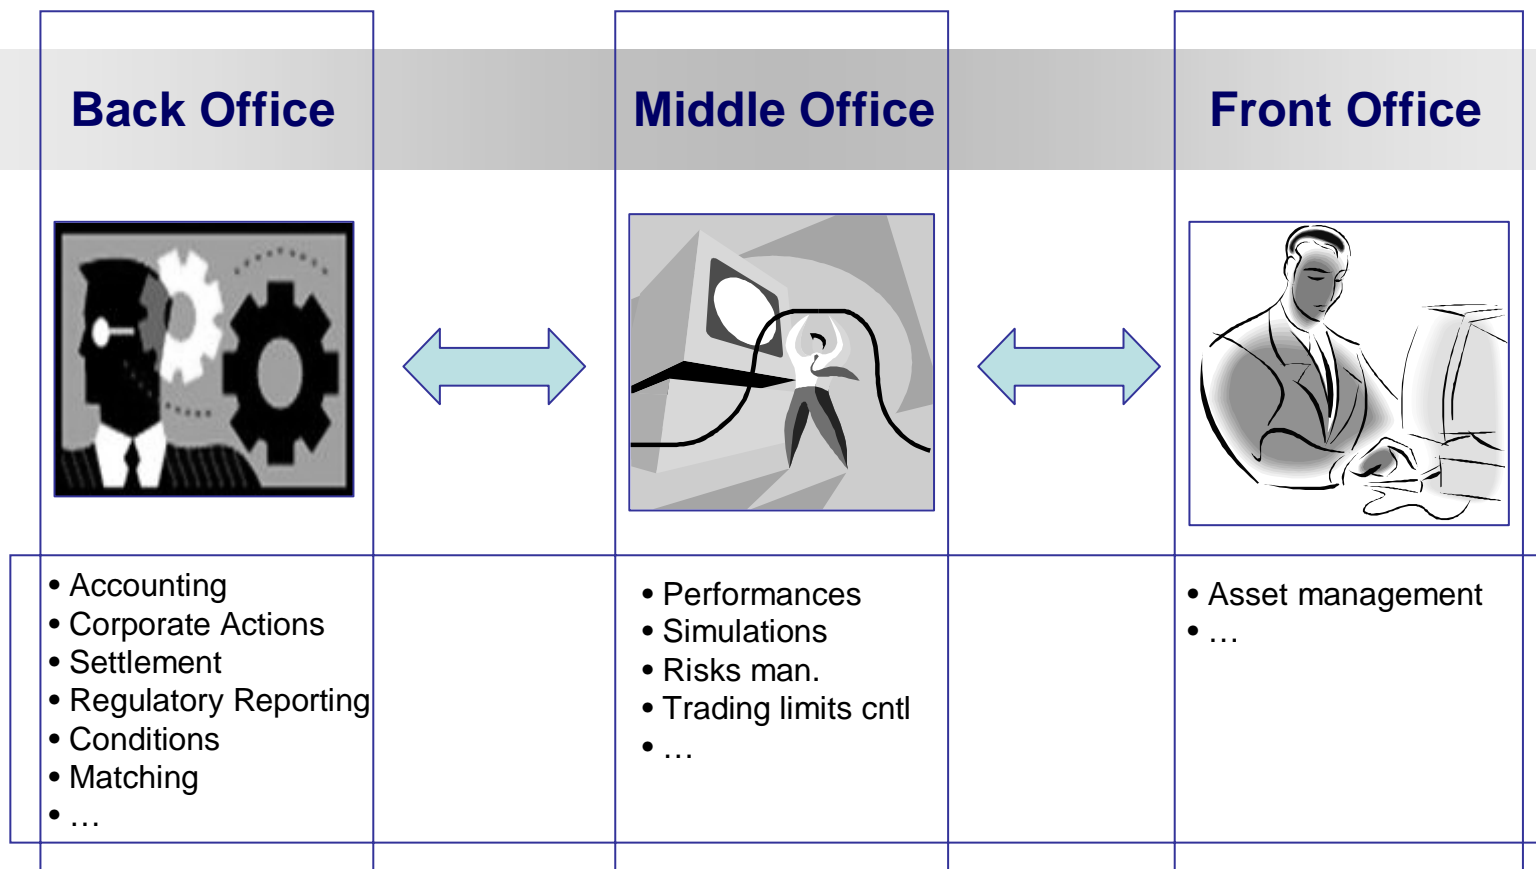 Back Office
Middle Office
Front Office
• Accounting
• Corporate Actions
• Settlement
• Regulatory Reporting
• Conditions
• Matching
• …
• Performances
• Simulations
• Risks man.
• Trading limits cntl
• …
• Asset management
• …